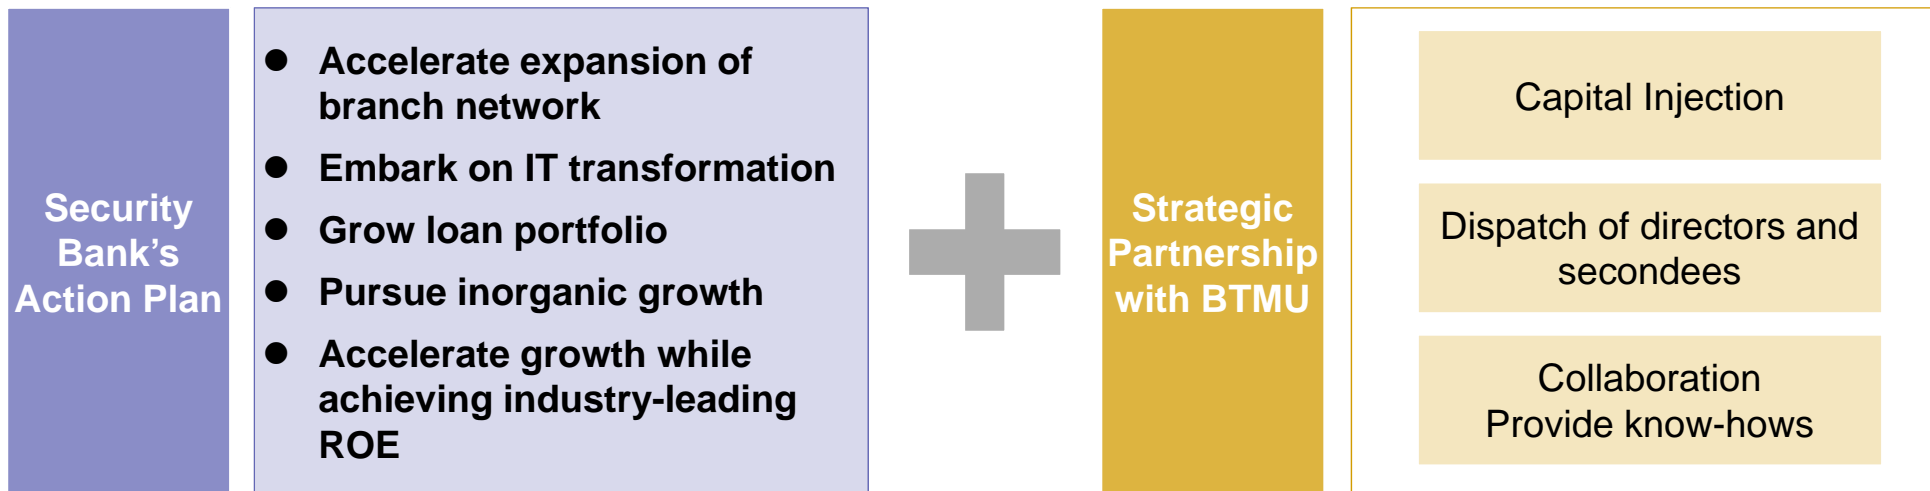 Security
Bank’s
Action Plan
● Accelerate expansion of
branch network
● Embark on IT transformation
● Grow loan portfolio
● Pursue inorganic growth
● Accelerate growth while
achieving industry-leading
ROE
Strategic
Partnership
with BTMU
Capital Injection
Dispatch of directors and
secondees
Collaboration
Provide know-hows